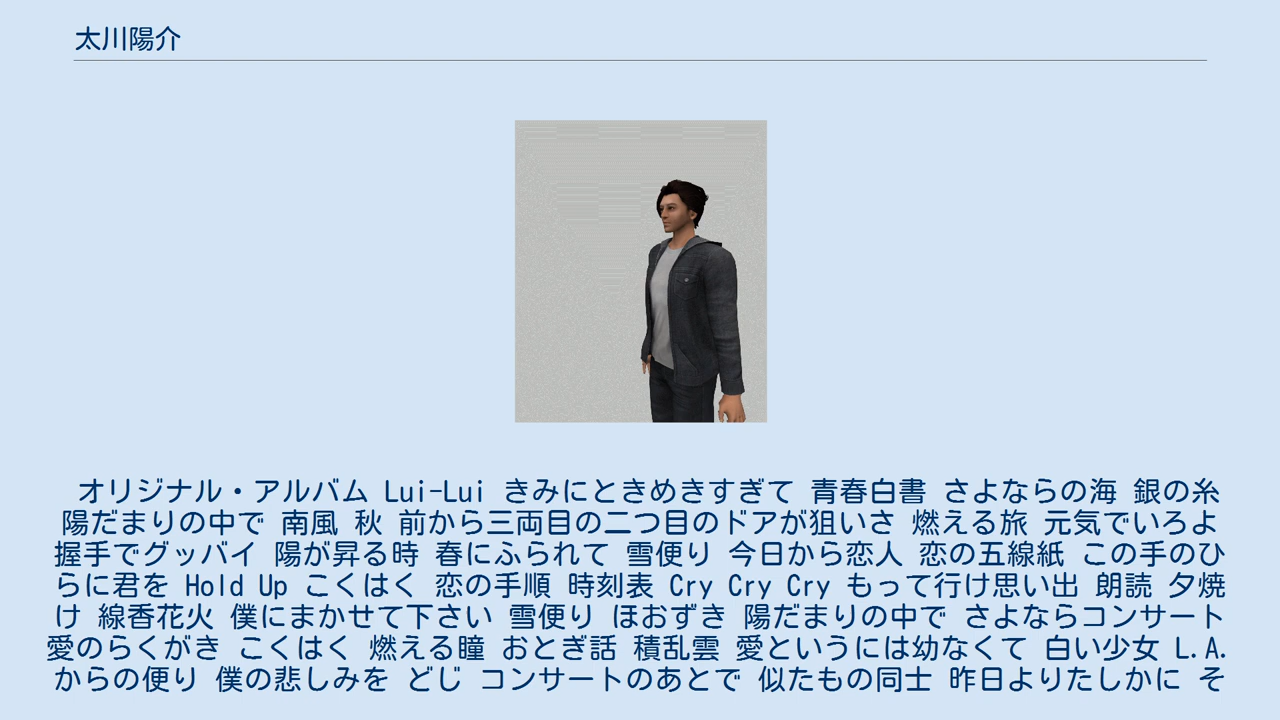 太川陽介
オリジナル・アルバム Lui-Lui きみにときめきすぎて 青春白書 さよならの海 銀の糸
陽だまりの中で 南風 秋 前から三両目の二つ目のドアが狙いさ 燃える旅 元気でいろよ
握手でグッバイ 陽が昇る時 春にふられて 雪便り 今日から恋人 恋の五線紙 この手のひ
らに君を Hold Up こくはく 恋の手順 時刻表 Cry Cry Cry もって行け思い出 朗読 夕焼
け 線香花火 僕にまかせて下さい 雪便り ほおずき 陽だまりの中で さよならコンサート
愛のらくがき こくはく 燃える瞳 おとぎ話 積乱雲 愛というには幼なくて 白い少女 L.A.
からの便り 僕の悲しみを どじ コンサートのあとで 似たもの同士 昨日よりたしかに そ